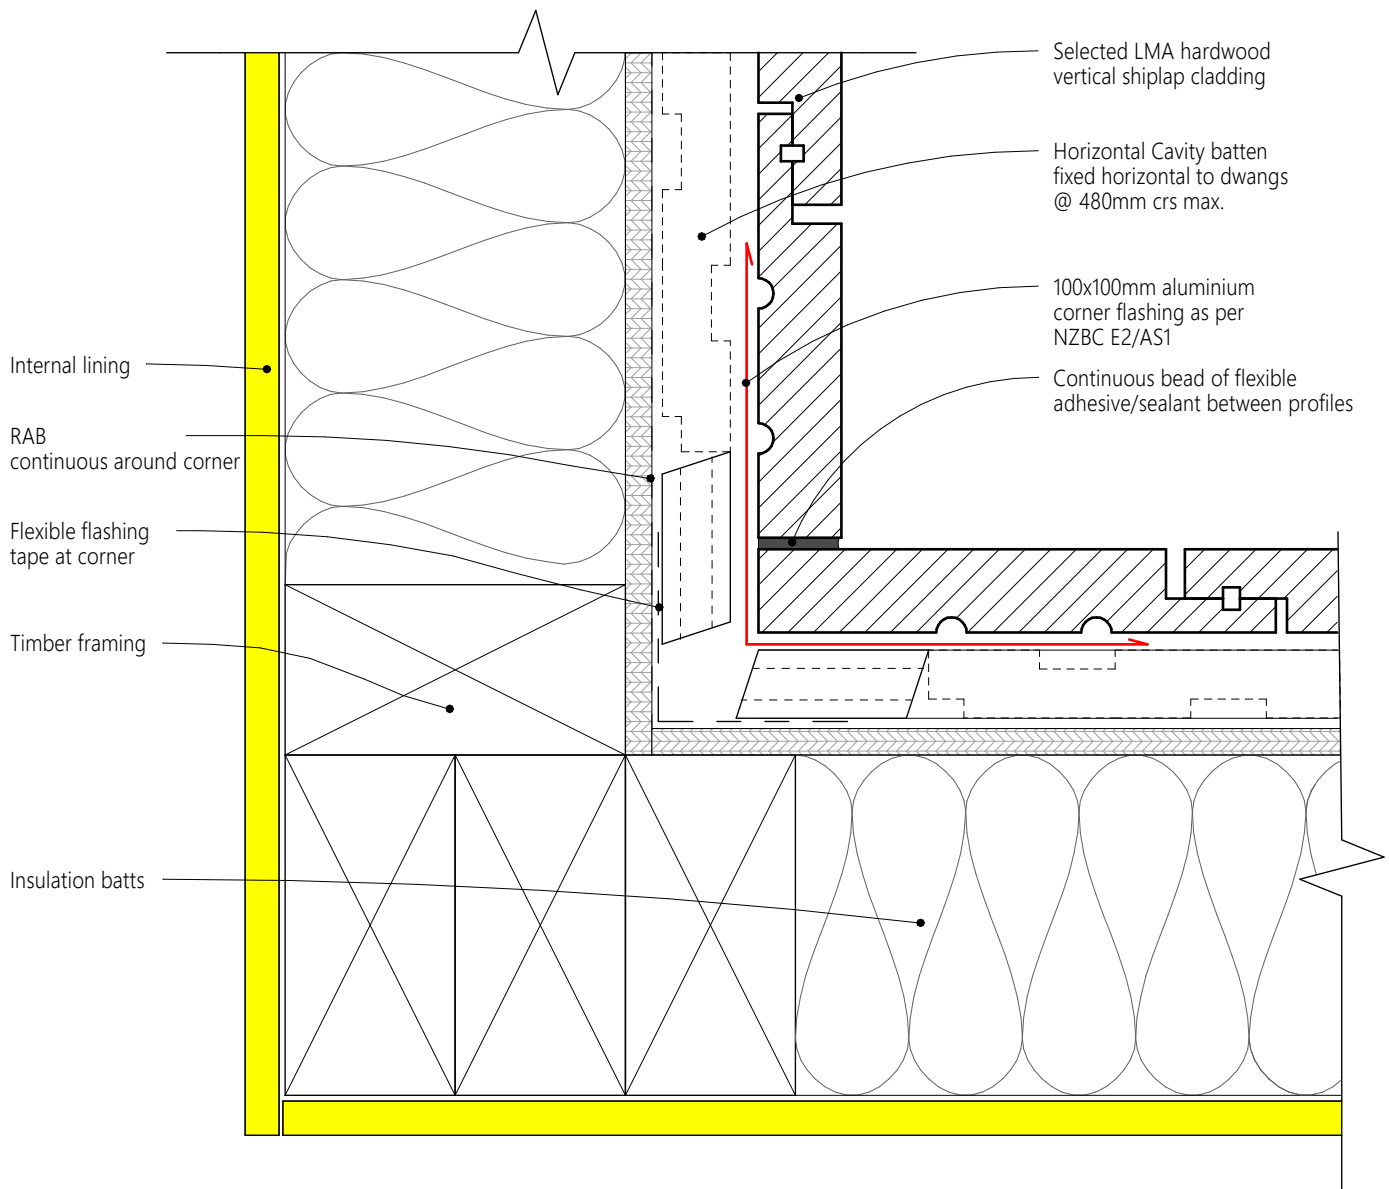 Selected LMA hardwood
vertical shiplap cladding
Horizontal Cavity batten
fixed horizontal to dwangs
@ 480mm crs max.
100x100mm aluminium
corner flashing as per
NZBC E2/AS1
Continuous bead of flexible
adhesive/sealant between profiles
Internal lining
RAB
continuous around corner
Flexible flashing
tape at corner
Timber framing
Insulation batts